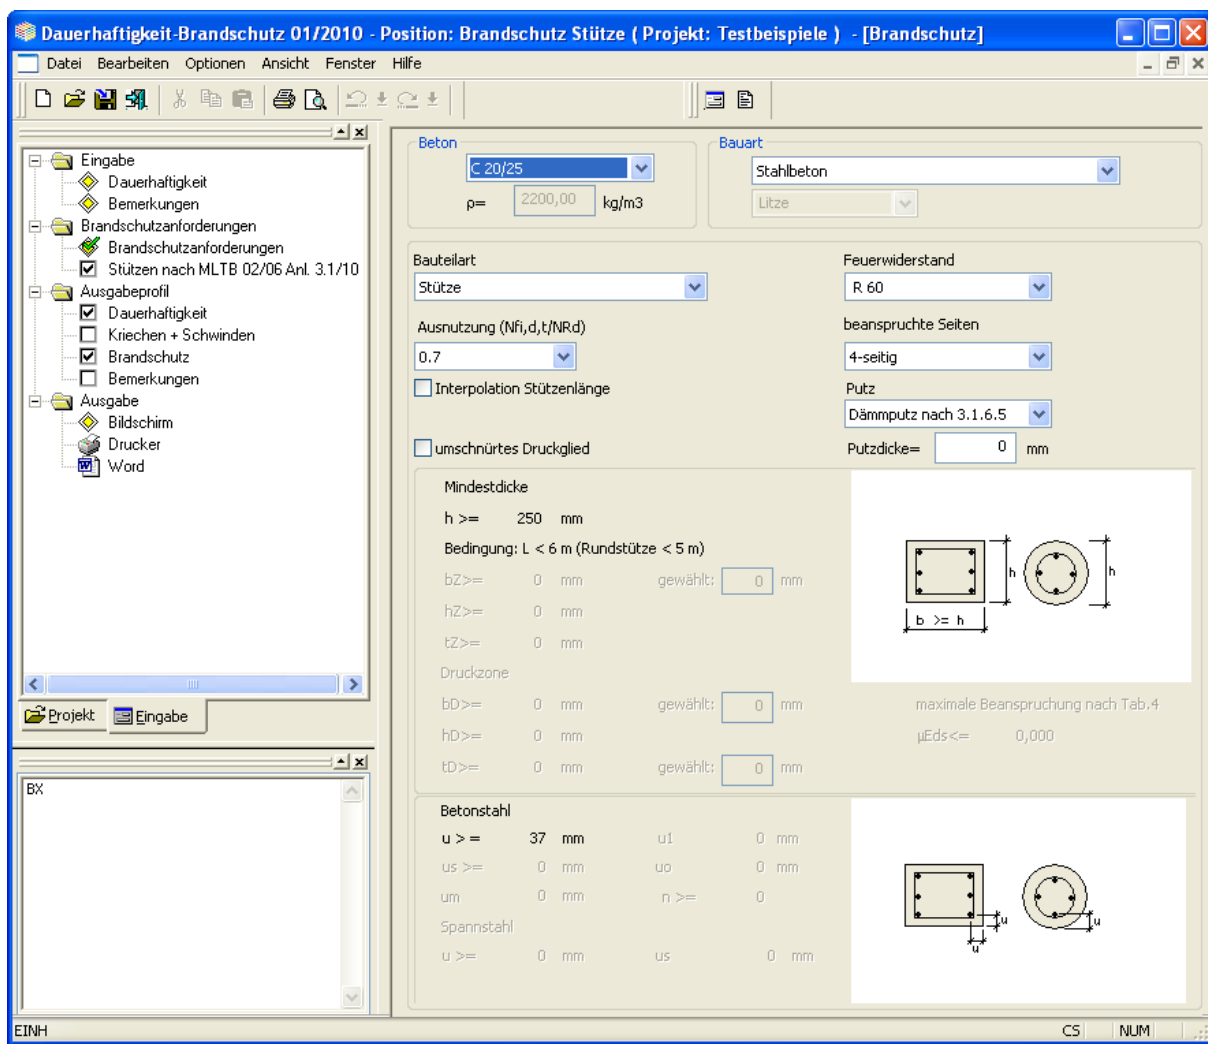 Dauerhaftigkeit-Brandschutz 01/2010 - Position: Brandschutz Stütze ( Projekt: Testbeispiele ) - [Brandschutz]
Datei Bearbeiten Optionen Ansicht Fenster Hilfe
Eingabe
Dauerhaftigkeit
Bemerkungen
Brandschutzanforderungen
Brandschutzanforderungen
Stützen nach MLTB 02/06 Anl. 3.1/10
Ausgabeprofil
Dauerhaftigkeit
Kriechen + Schwinden
Brandschutz
Bemerkungen
Ausgabe
Bildschirm
Drucker
Word
Projekt Eingabe
BX
Beton
C 20/25
ρ= 2200,00 kg/m3
Bauart
Stahlbeton
Litze
Bauteilart
Stütze
Feuerwiderstand
R 60
Ausnutzung (Nfi,d,t/NRd)
0.7
beanspruchte Seiten
4-seitig
Interpolation Stützenlänge
Putz
Dämmputz nach 3.1.6.5
umschnürtes Druckglied
Putzdicke= 0 mm
Mindestdicke
h >= 250 mm
Bedingung: L < 6 m (Rundstütze < 5 m)
bZ>= 0 mm gewählt: 0 mm
hZ>= 0 mm
tZ>= 0 mm
Druckzone
bD>= 0 mm gewählt: 0 mm
hD>= 0 mm
tD>= 0 mm gewählt: 0 mm
h h
b >= h
maximale Beanspruchung nach Tab.4
μEds<= 0,000
Betonstahl
u > = 37 mm u1 0 mm
us >= 0 mm uo 0 mm
um 0 mm n >= 0
Spannstahl
u >= 0 mm us 0 mm
u u
u
EINH CS NUM